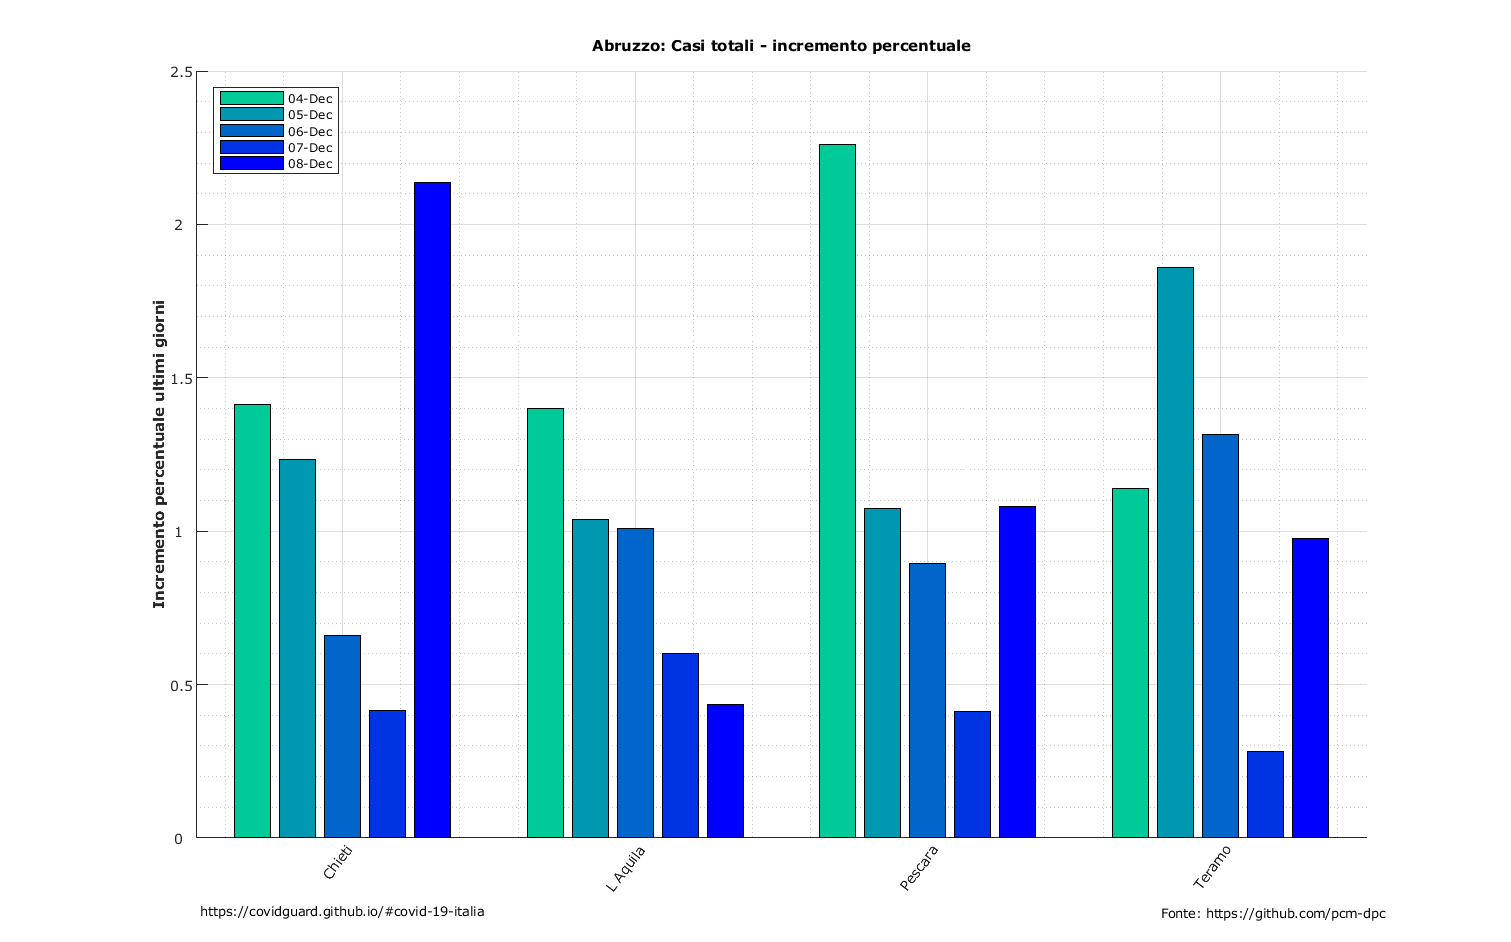 Abruzzo: Casi totali - incremento percentuale
2.5
04-Dec
05-Dec
06-Dec
07-Dec
08-Dec
2
1.5
1
0.5
0
Incremento percentuale ultimi giorni
Chieti
L Aquila
Pescara
Teramo
https://covidguard.github.io/#covid-19-italia
Fonte: https://github.com/pcm-dpc